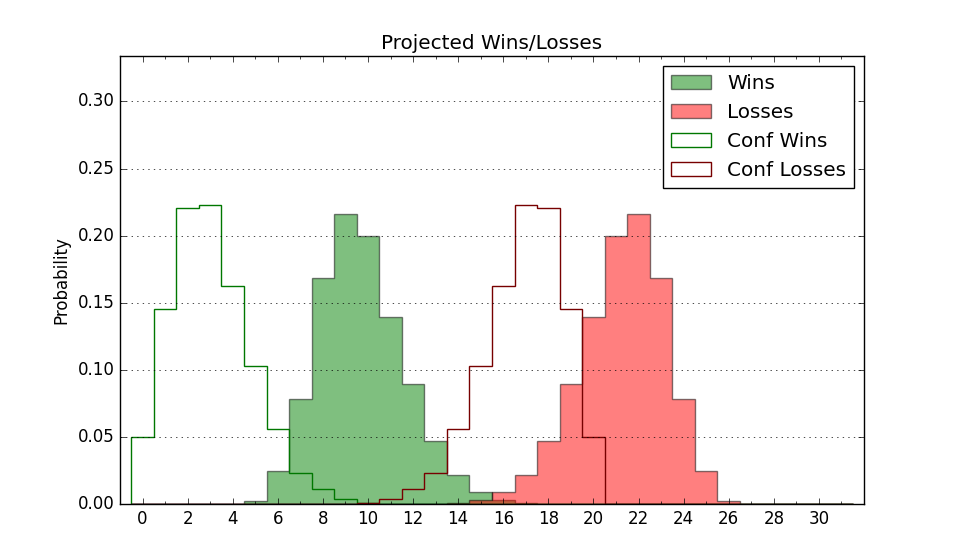 Projected Wins/Losses
Wins
Losses
Conf Wins
Conf Losses
Probability
0.30
0.25
0.20
0.15
0.10
0.05
0.00
0 2 4 6 8 10 12 14 16 18 20 22 24 26 28 30